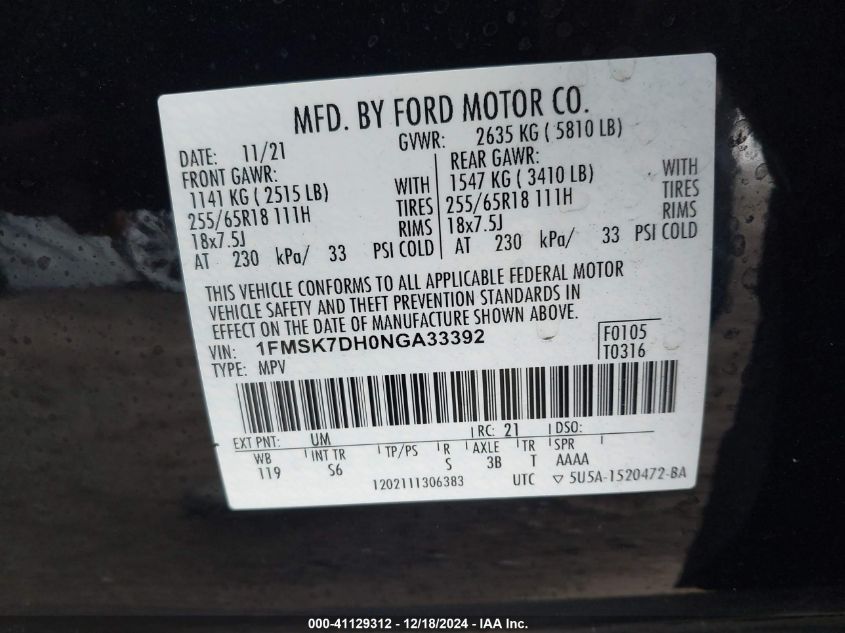 MFD. BY FORD MOTOR CO.
DATE: 11/21 GVWR: 2635 KG ( 5810 LB)
FRONT GAWR: REAR GAWR:
1141 KG ( 2515 LB) WITH 1547 KG ( 3410 LB) WITH
255/65R18 111H TIRES 255/65R18 111H TIRES
18x7.5J RIMS 18x7.5J RIMS
AT 230 kPa/ 33 PSI COLD AT 230 kPa/ 33 PSI COLD
THIS VEHICLE CONFORMS TO ALL APPLICABLE FEDERAL MOTOR
VEHICLE SAFETY AND THEFT PREVENTION STANDARDS IN
EFFECT ON THE DATE OF MANUFACTURE SHOWN ABOVE.
VIN: 1FMSK7DH0NGA33392 F0105
TYPE: MPV T0316
EXT PNT: UM RC: 21 DSO:
WB INT TR TP/PS R AXLE TR SPR
119 S6 S 3B T AAAA
1202111306383 UTC ▽ 5U5A-1520472-BA
000-41129312 - 12/18/2024 - IAA Inc.